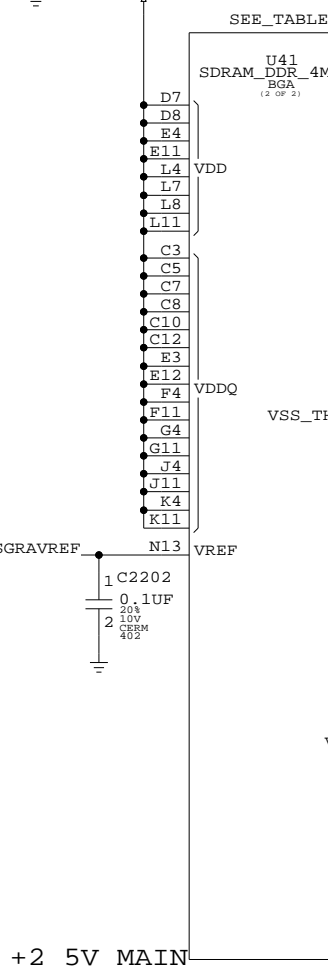 SEE_TABLE
U41
SDRAM_DDR_4M
BGA
(2 OF 2)
D7
D8
E4
E11
L4 VDD
L7
L8
L11
C3
C5
C7
C8
C10
C12
E3
E12
F4 VDDQ
F11 VSS_TH
G4
G11
J4
J11
K4
K11
SGRAVREF N13 VREF
1 C2202
0.1UF
20%
2 10V
CERM
402
V
+2 5V MAIN